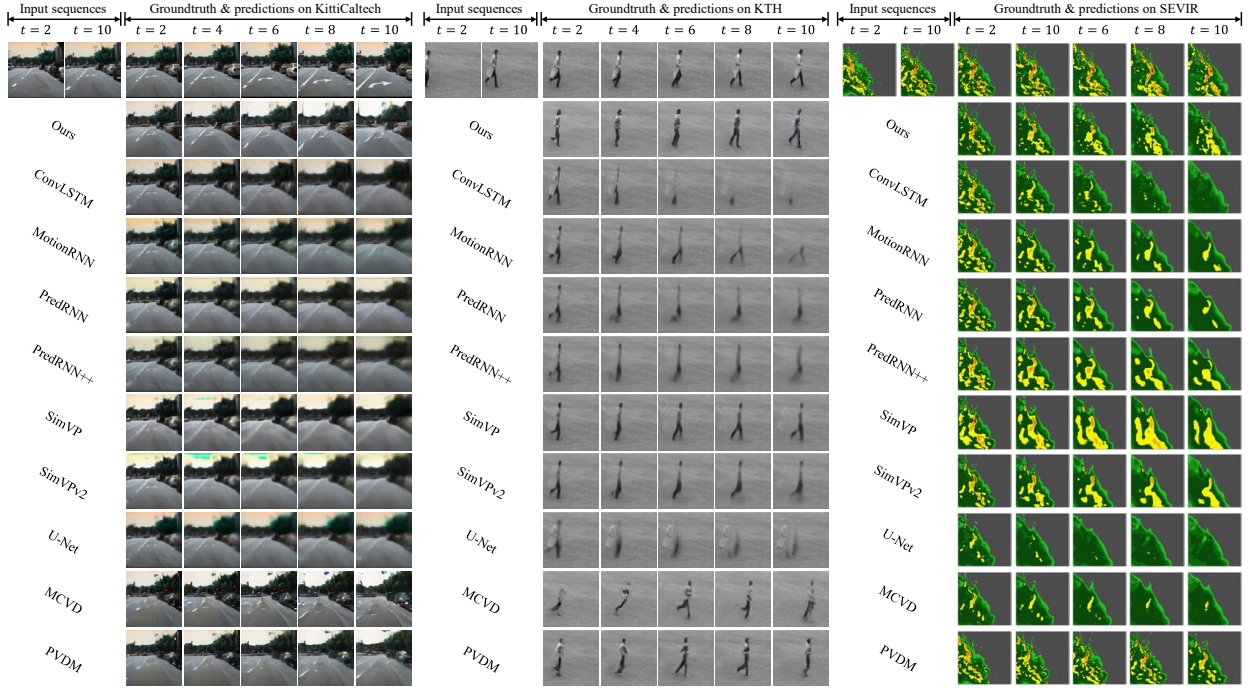 Input sequences Groundtruth & predictions on KittiCaltech Input sequences Groundtruth & predictions on KTH Input sequences Groundtruth & predictions on SEVIR
t = 2 t = 10 t = 2 t = 4 t = 6 t = 8 t = 10 t = 2 t = 10 t = 2 t = 4 t = 6 t = 8 t = 10 t = 2 t = 10 t = 2 t = 10 t = 6 t = 8 t = 10
Ours Ours Ours
ConvLSTM ConvLSTM ConvLSTM
MotionRNN MotionRNN MotionRNN
PredRNN PredRNN PredRNN
PredRNN++ PredRNN++ PredRNN++
SimVP SimVP SimVP
SimVPv2 SimVPv2 SimVPv2
U-Net U-Net U-Net
MCVD MCVD MCVD
PVDM PVDM PVDM